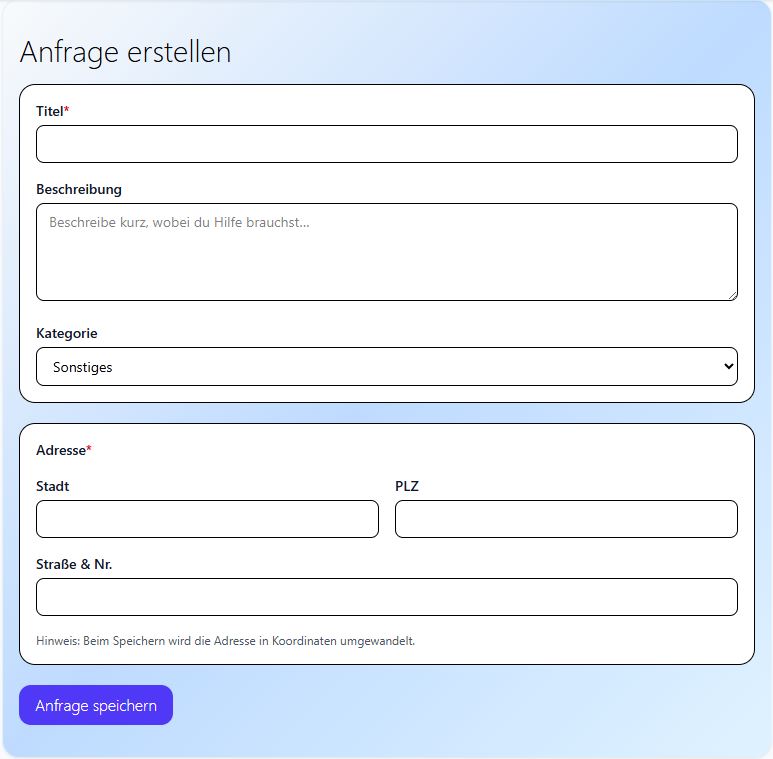 Anfrage erstellen
Titel*
Beschreibung
Beschreibe kurz, wobei du Hilfe brauchst...
Kategorie
Sonstiges
Adresse*
Stadt
PLZ
Straße & Nr.
Hinweis: Beim Speichern wird die Adresse in Koordinaten umgewandelt.
Anfrage speichern